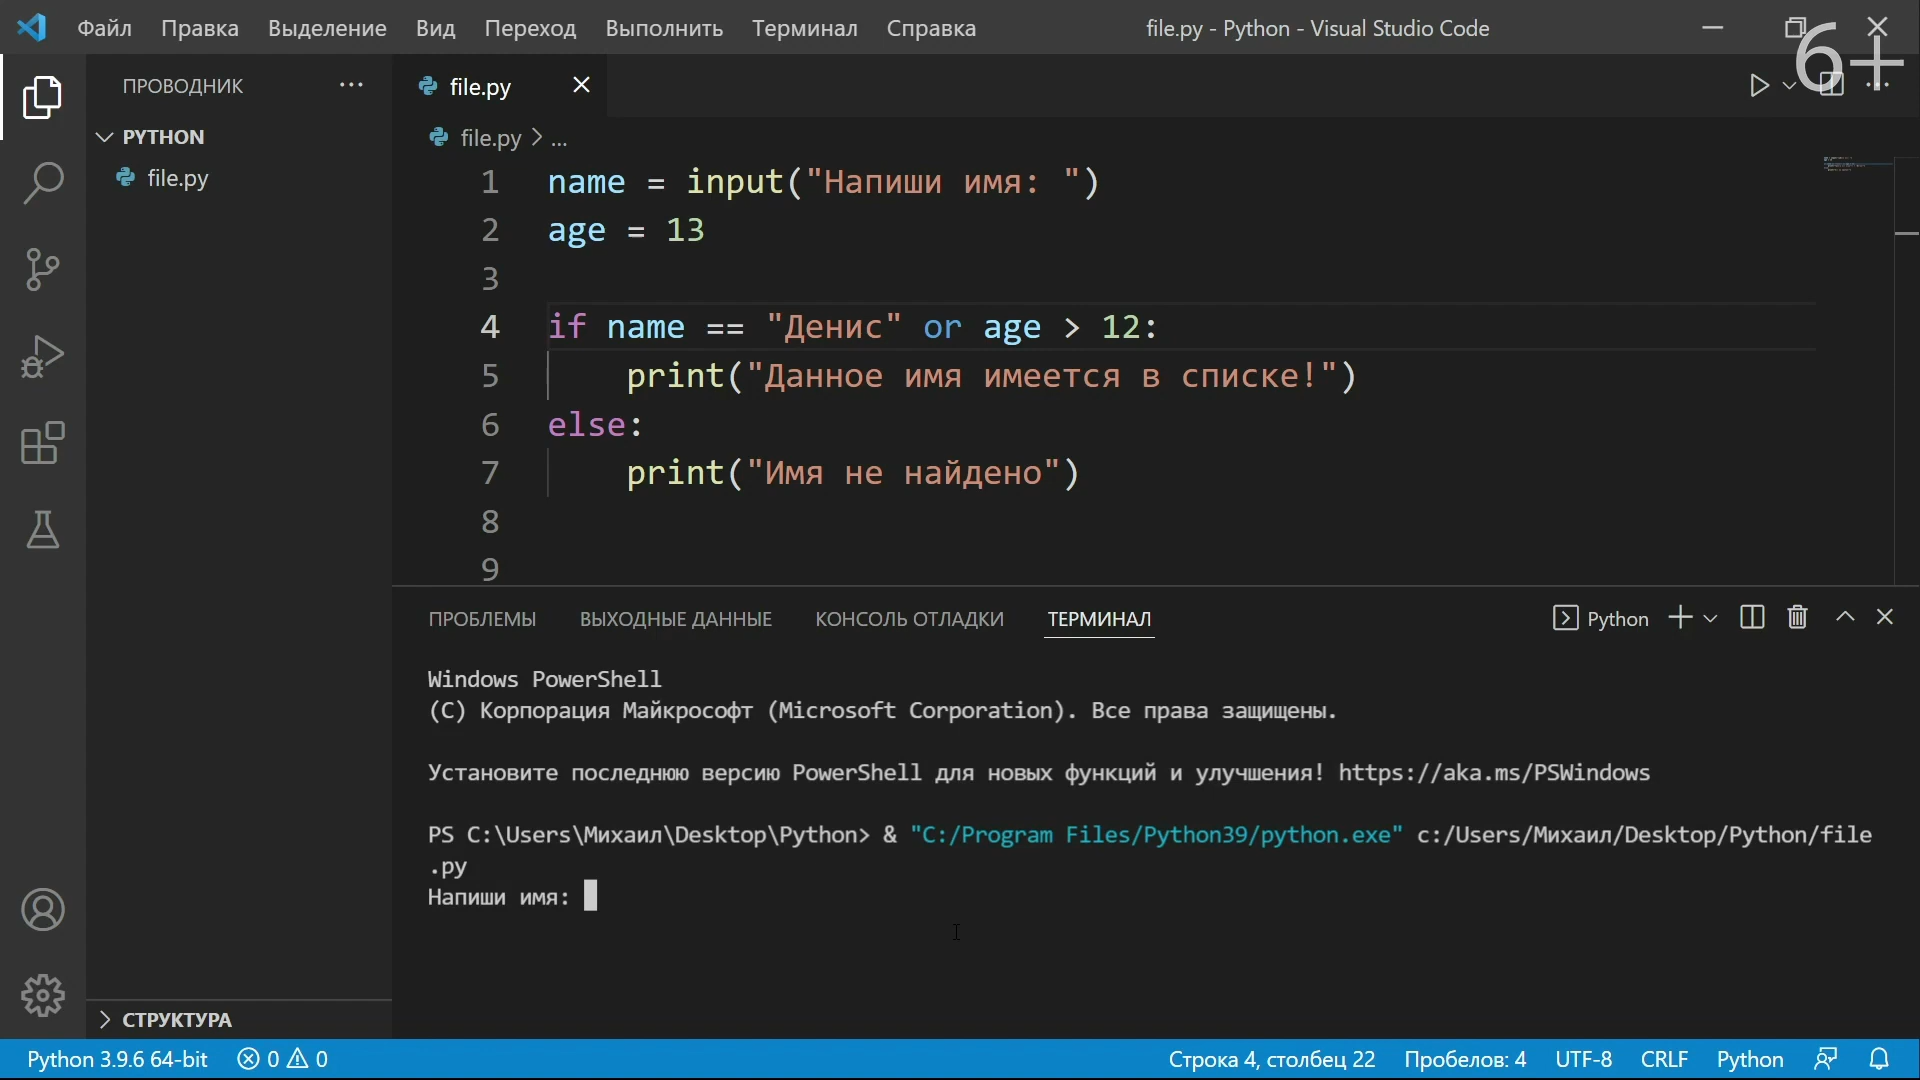 Файл Правка Выделение Вид Переход Выполнить Терминал Справка file.py - Python - Visual Studio Code
6+
ПРОВОДНИК ...
PYTHON
file.py
file.py
file.py > ...
1 name = input("Напиши имя: ")
2 age = 13
3
4 if name == "Денис" or age > 12:
5 print("Данное имя имеется в списке!")
6 else:
7 print("Имя не найдено")
8
9
ПРОБЛЕМЫ ВЫХОДНЫЕ ДАННЫЕ КОНСОЛЬ ОТЛАДКИ ТЕРМИНАЛ Python
Windows PowerShell
(C) Корпорация Майкрософт (Microsoft Corporation). Все права защищены.
Установите последнюю версию PowerShell для новых функций и улучшения! https://aka.ms/PSWindows
PS C:\Users\Михаил\Desktop\Python> & "C:/Program Files/Python39/python.exe" c:/Users/Михаил/Desktop/Python/file
.py
Напиши имя:
СТРУКТУРА
Python 3.9.6 64-bit 0 0 Строка 4, столбец 22 Пробелов: 4 UTF-8 CRLF Python